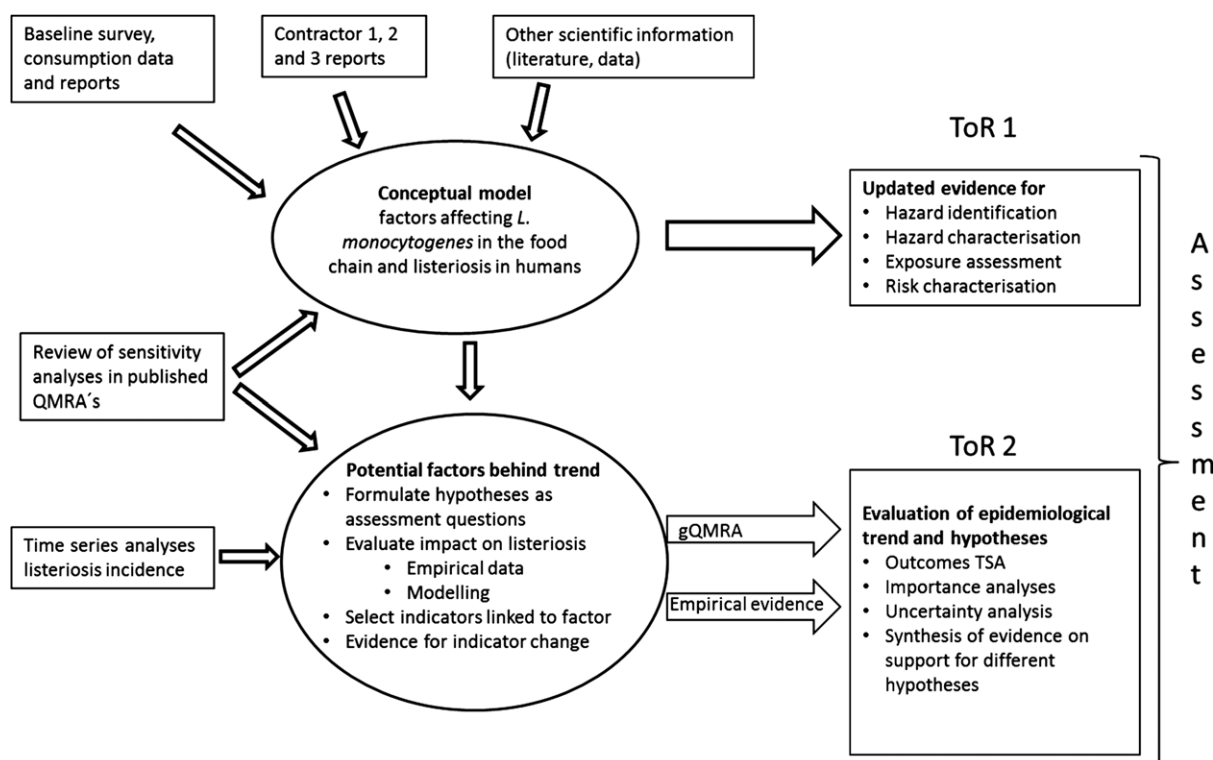 Baseline survey,
consumption data
and reports
Contractor 1, 2
and 3 reports
Other scientific information
(literature, data)
Conceptual model
factors affecting L.
monocytogenes in the food
chain and listeriosis in humans
ToR 1
Updated evidence for
• Hazard identification
• Hazard characterisation
• Exposure assessment
• Risk characterisation
Review of sensitivity
analyses in published
QMRA´s
Time series analyses
listeriosis incidence
Potential factors behind trend
• Formulate hypotheses as
assessment questions
• Evaluate impact on listeriosis
• Empirical data
• Modelling
• Select indicators linked to factor
• Evidence for indicator change
gQMRA
Empirical evidence
ToR 2
Evaluation of epidemiological
trend and hypotheses
• Outcomes TSA
• Importance analyses
• Uncertainty analysis
• Synthesis of evidence on
support for different
hypotheses
Assessment